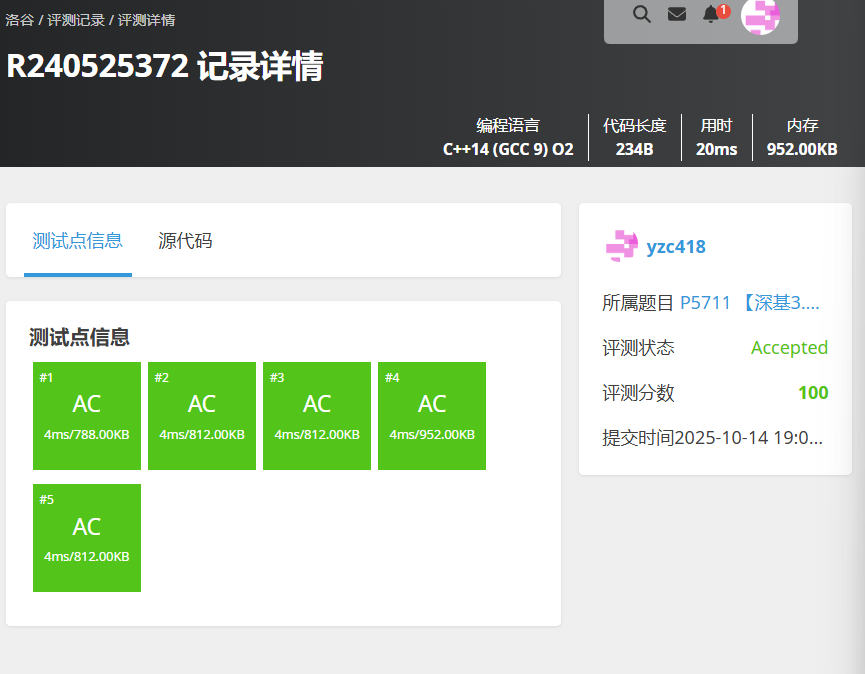 洛谷 / 评测记录 / 评测详情
1
R240525372 记录详情
编程语言
C++14 (GCC 9) O2
代码长度
234B
用时
20ms
内存
952.00KB
测试点信息
源代码
测试点信息
#1
AC
4ms/788.00KB
#2
AC
4ms/812.00KB
#3
AC
4ms/812.00KB
#4
AC
4ms/952.00KB
#5
AC
4ms/812.00KB
yzc418
所属题目 P5711 【深基3....
评测状态 Accepted
评测分数 100
提交时间2025-10-14 19:0...